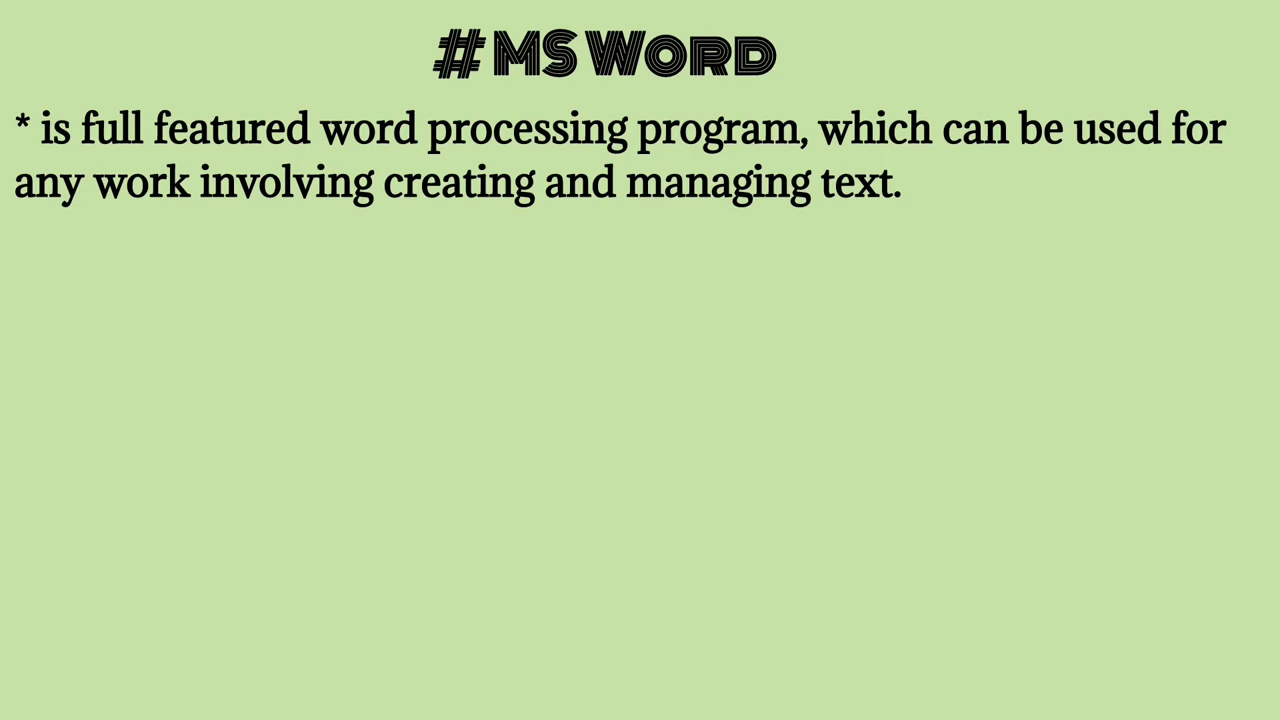 # MS Word
* is full featured word processing program, which can be used for
any work involving creating and managing text.